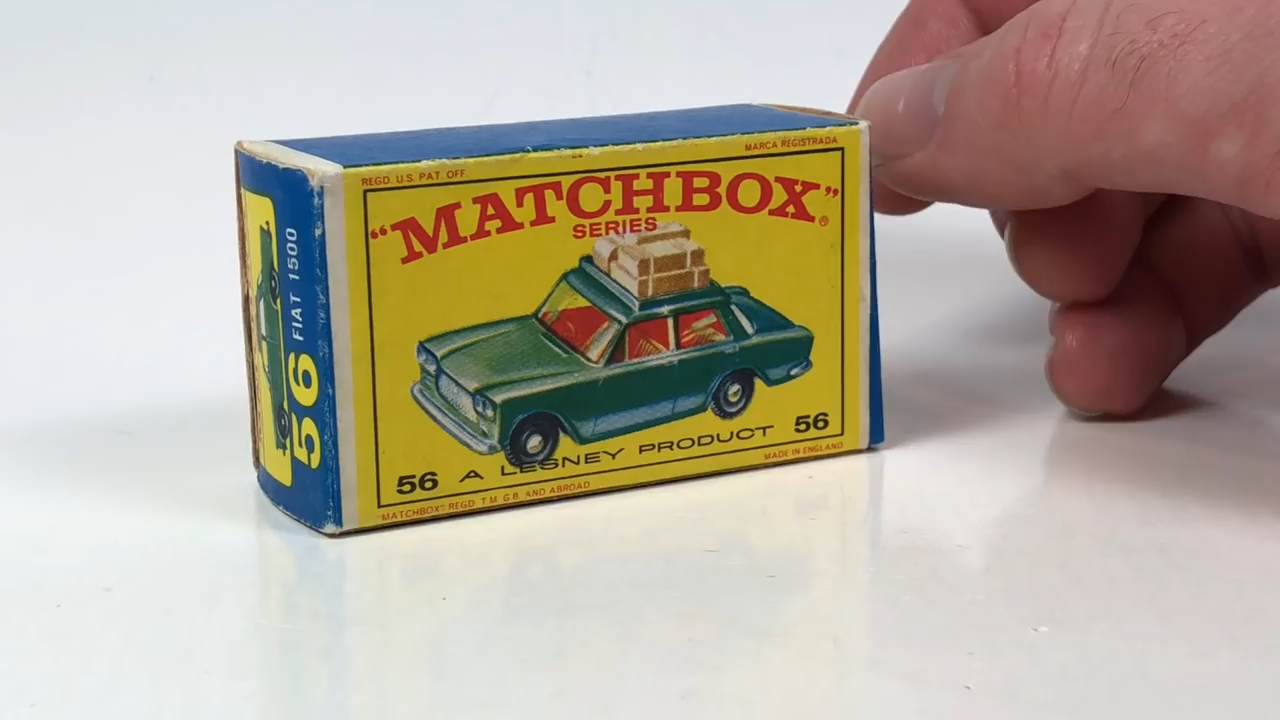 REGD. U.S. PAT. OFF.
MARCA REGISTRADA
"MATCHBOX"®
SERIES
56 A LESNEY PRODUCT 56
"MATCHBOX" REGD. T.M. G.B. AND ABROAD
MADE IN ENGLAND
56 FIAT 1500